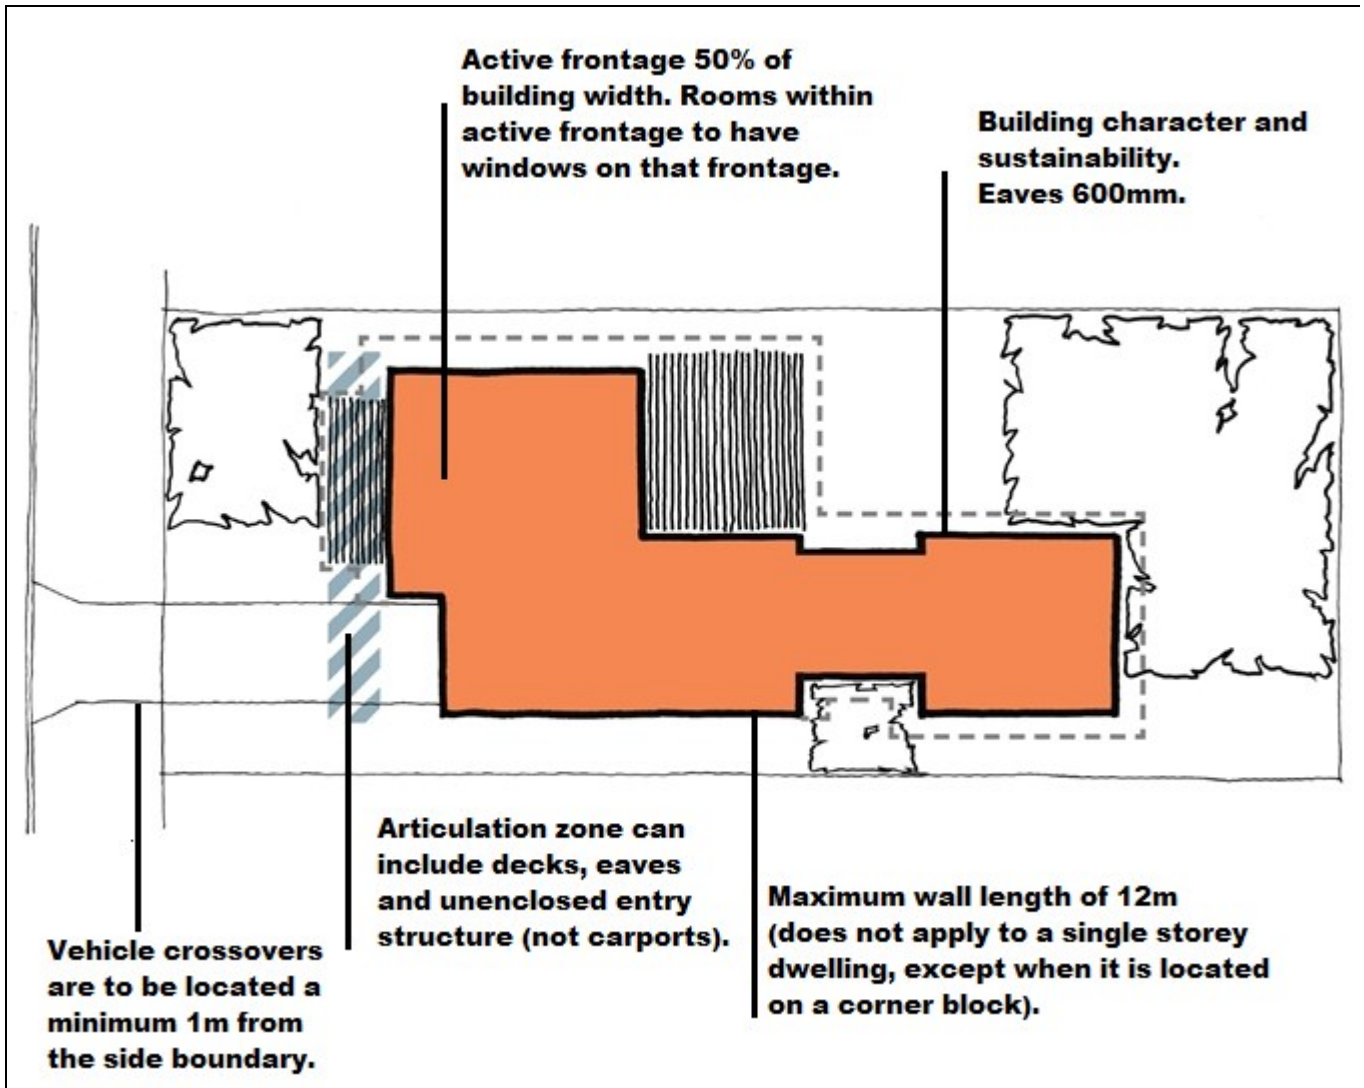 Active frontage 50% of
building width. Rooms within
active frontage to have
windows on that frontage.
Building character and
sustainability.
Eaves 600mm.
Articulation zone can
include decks, eaves
and unenclosed entry
structure (not carports).
Maximum wall length of 12m
(does not apply to a single storey
dwelling, except when it is located
on a corner block).
Vehicle crossovers
are to be located a
minimum 1m from
the side boundary.